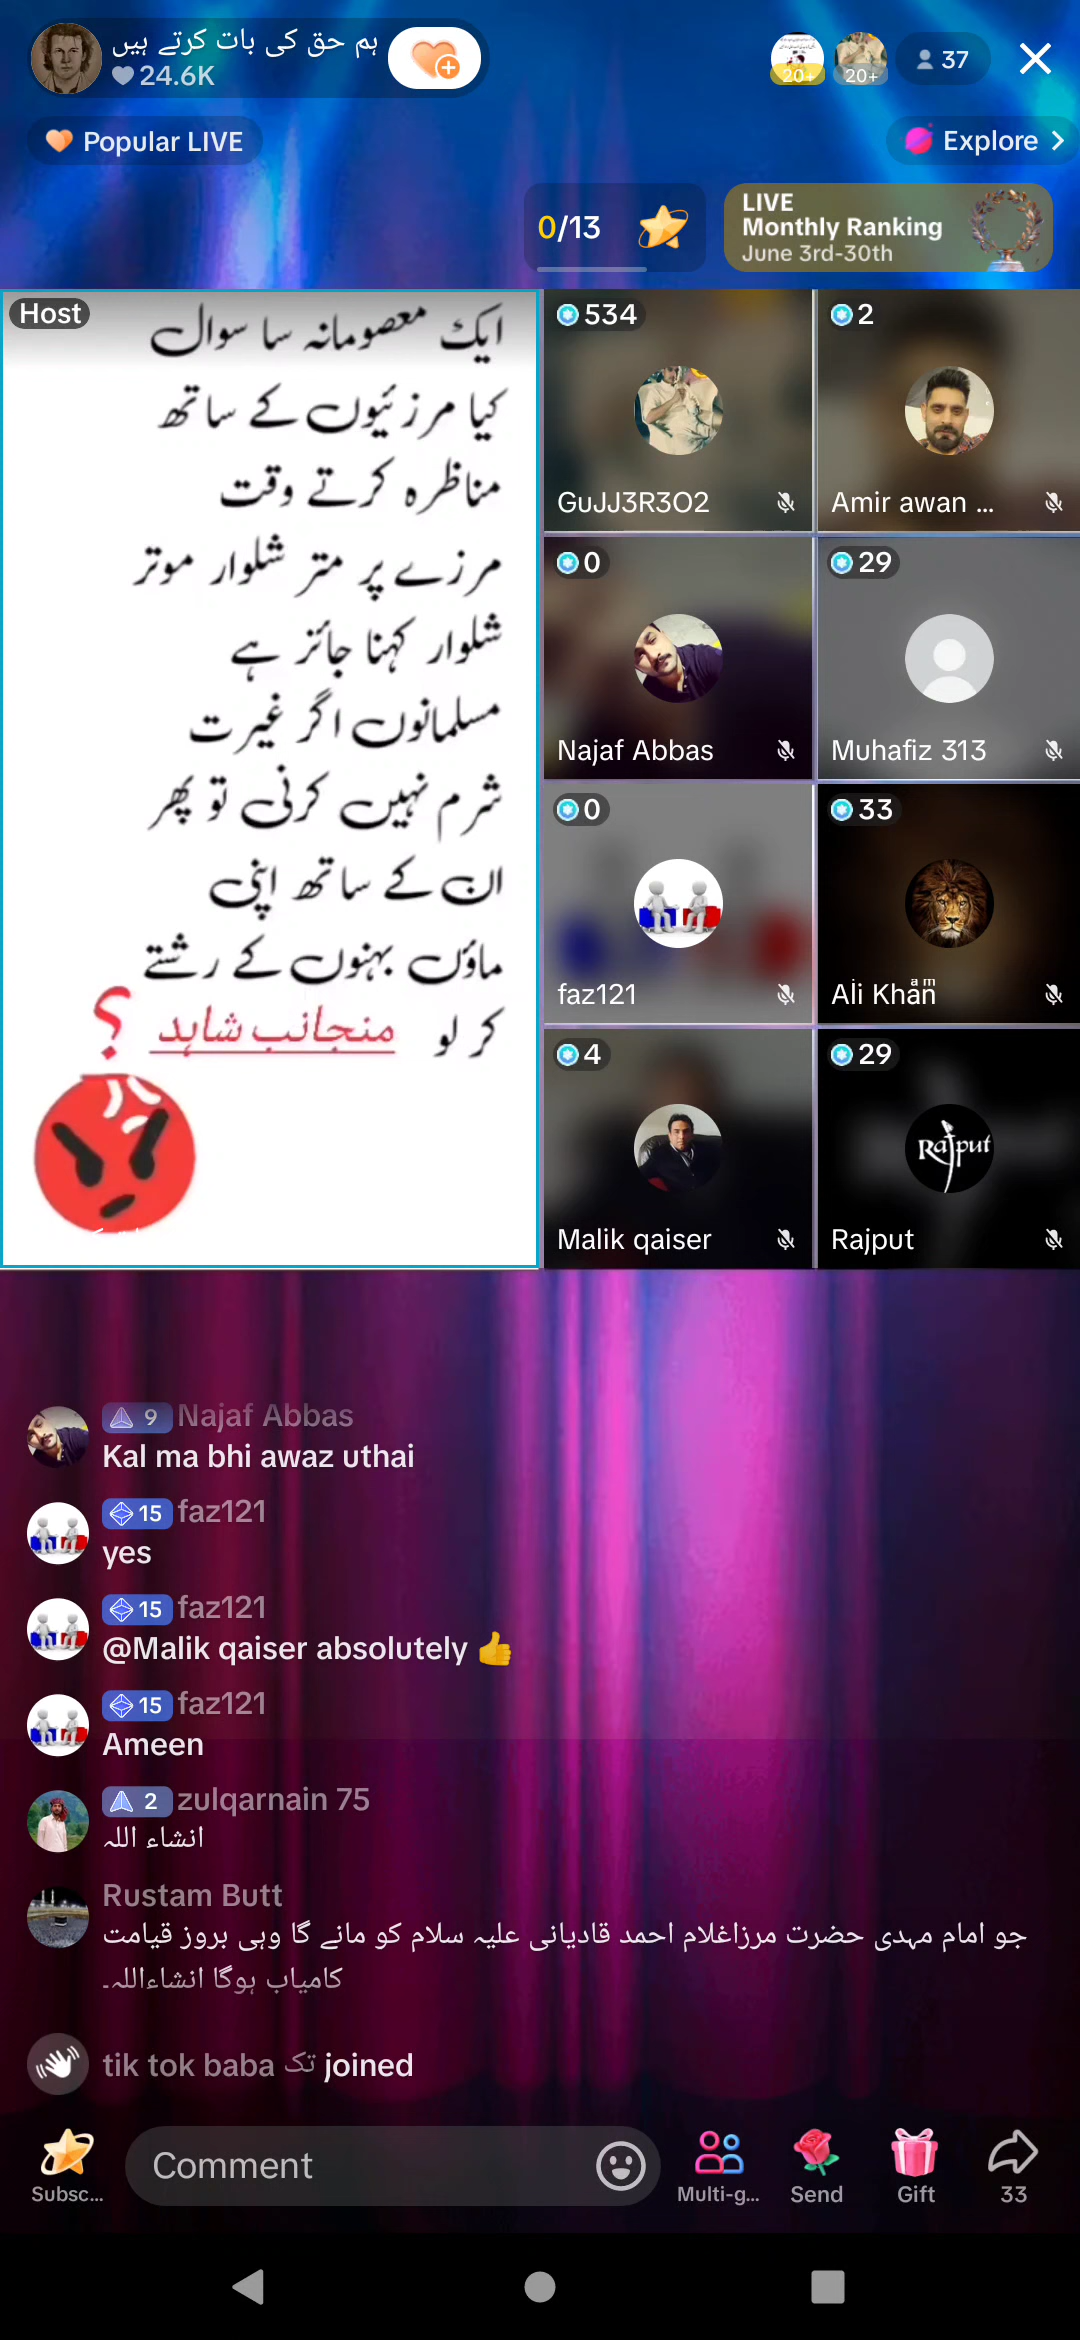 ہم حق کی بات کرتے ہیں
24.6K
20+
20+
37
Popular LIVE
Explore
0/13
LIVE
Monthly Ranking
June 3rd-30th
Host
ایک معصومانہ سا سوال
کیا مرزئیوں کے ساتھ
مناظرہ کرتے وقت
مرزے پر متر شلوار موتر
شلوار کہنا جائز ہے
مسلمانوں اگر غیرت
شرم نہیں کرنی تو پھر
ان کے ساتھ اپنی
ماؤں بہنوں کے رشتے
کر لو منجانب شاہد ؟
534
GuJJ3R3O2
2
Amir awan ...
0
Najaf Abbas
29
Muhafiz 313
0
faz121
33
Ali Khan
4
Malik qaiser
29
Rajput
Rajput
9 Najaf Abbas
Kal ma bhi awaz uthai
15 faz121
yes
15 faz121
@Malik qaiser absolutely 👍
15 faz121
Ameen
2 zulqarnain 75
انشاء اللہ
Rustam Butt
جو امام مہدی حضرت مرزاغلام احمد قادیانی علیہ سلام کو مانے گا وہی بروز قیامت
کامیاب ہوگا انشاءاللہ۔
tik tok baba تک joined
Subsc...
Comment
Multi-g...
Send
Gift
33